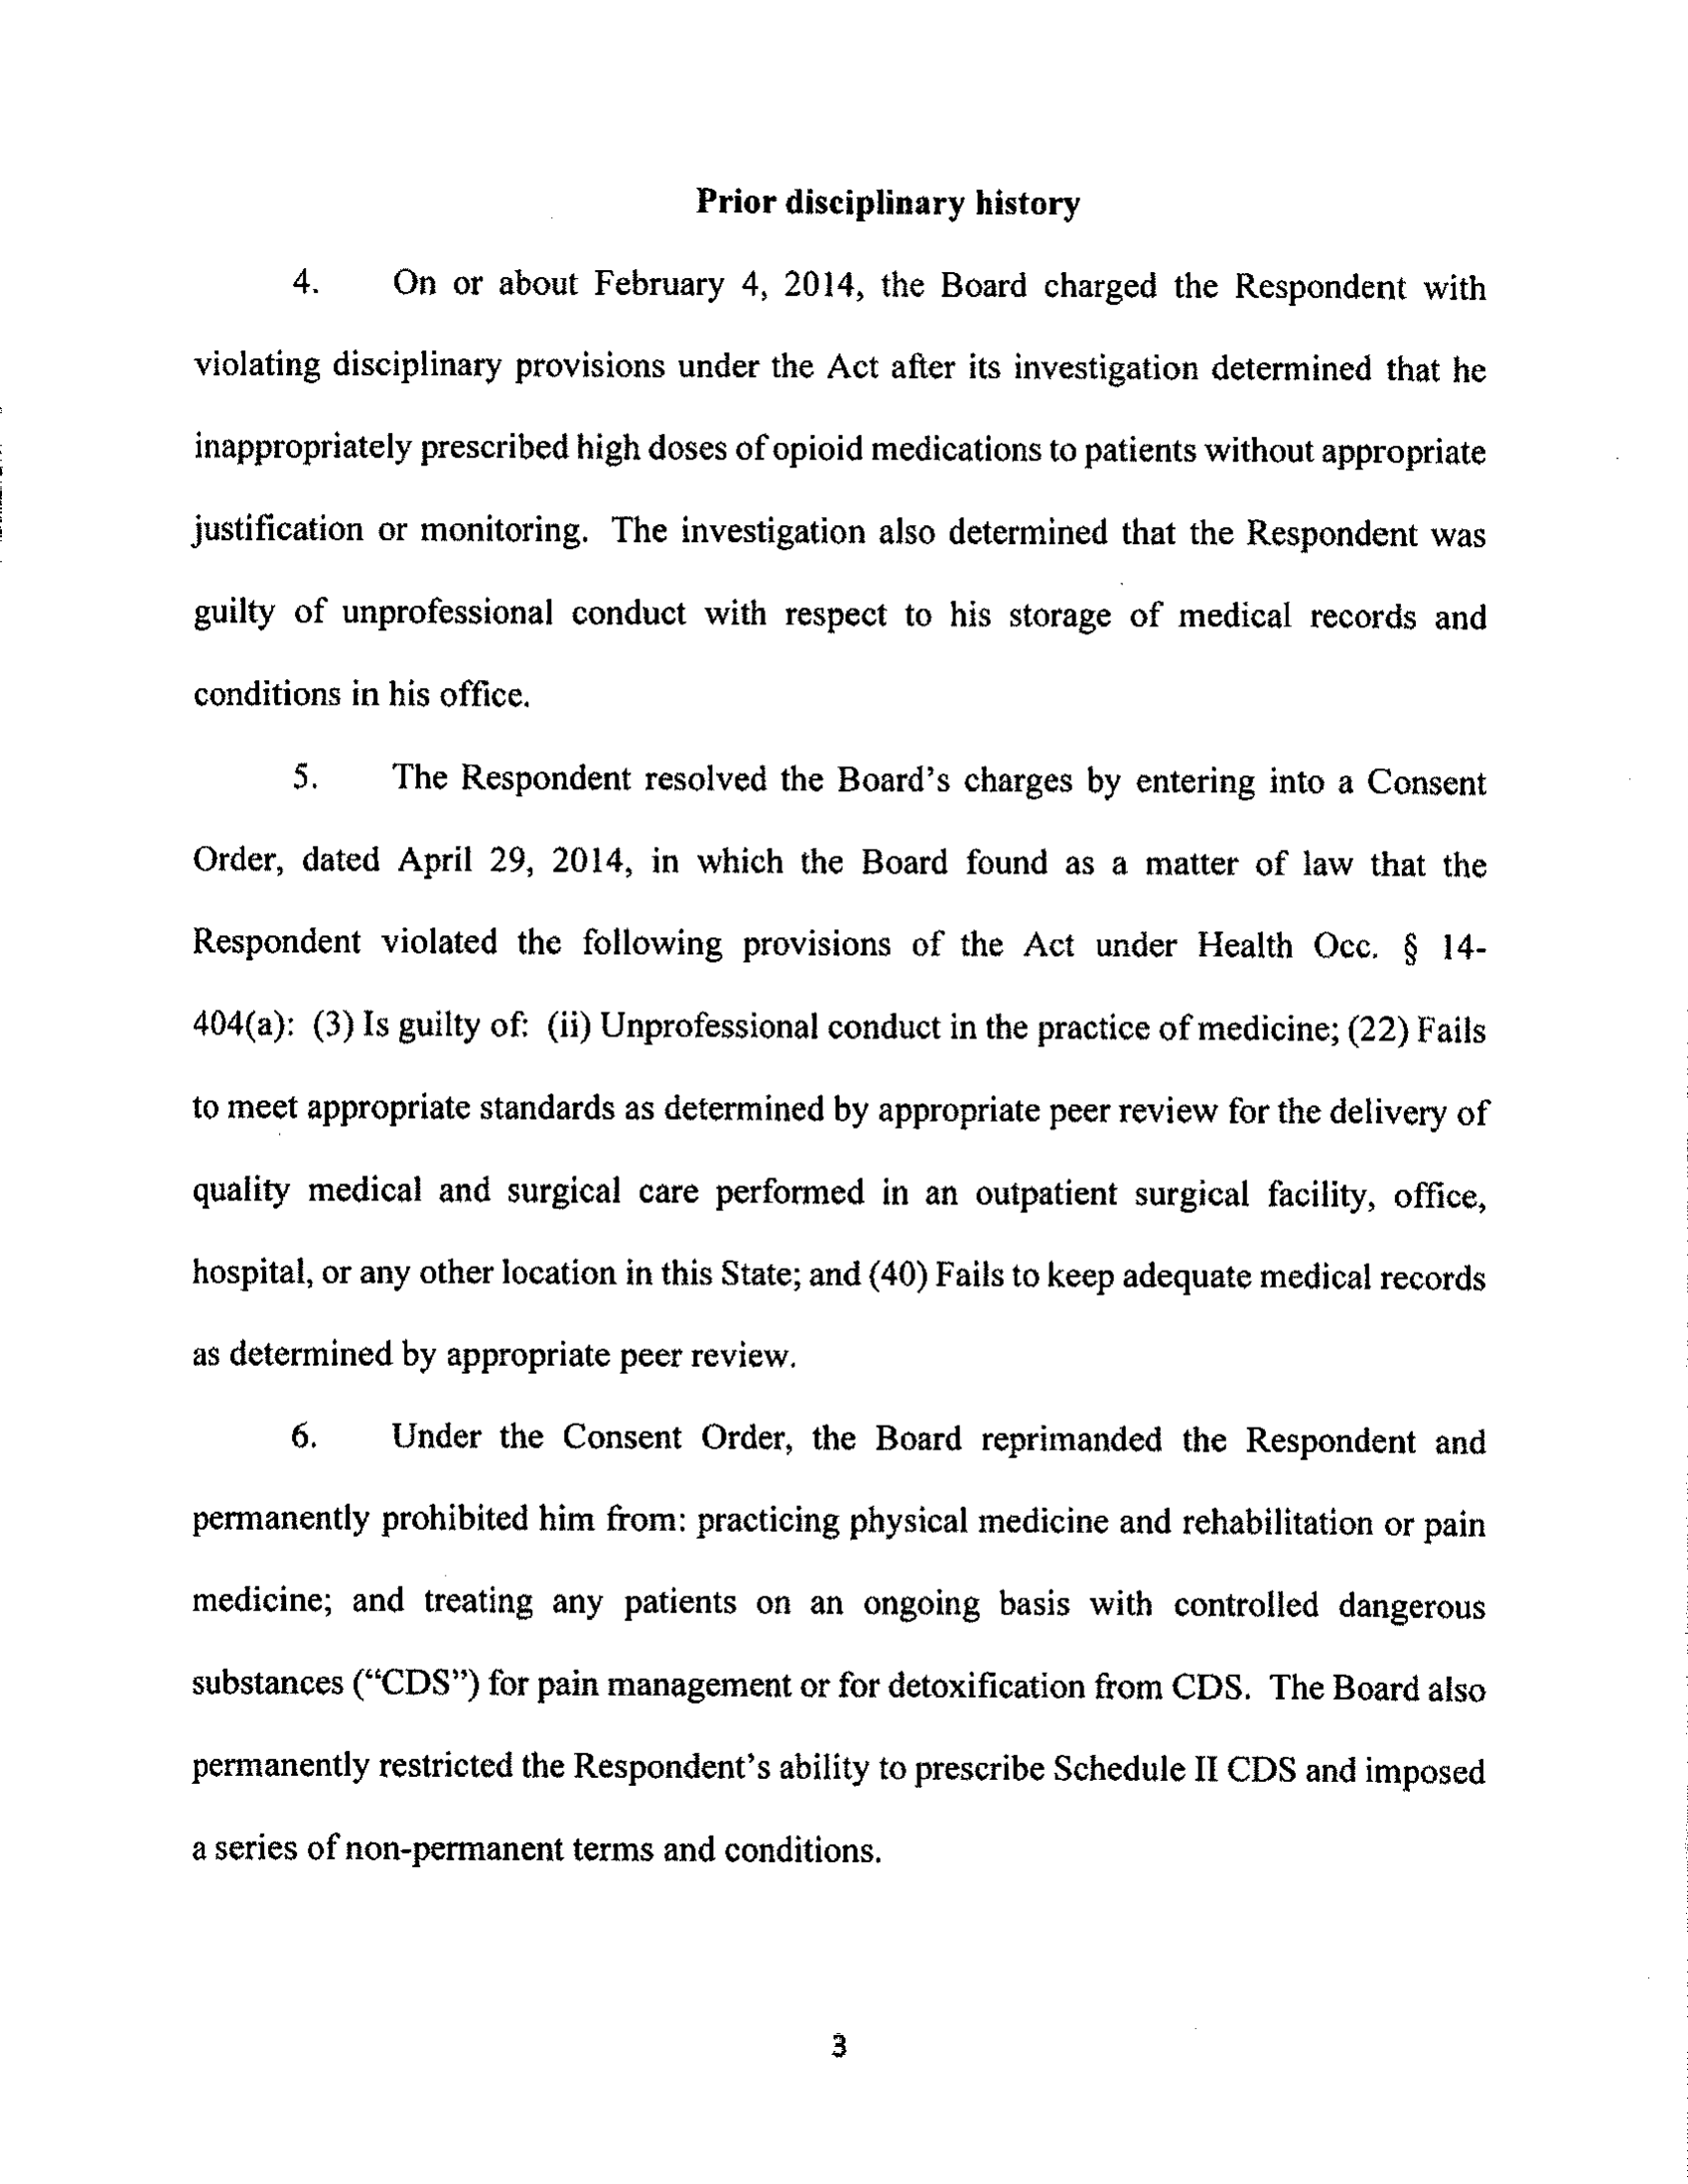 Prior disciplinary history
4. On or about February 4, 2014, the Board charged the Respondent with
violating disciplinary provisions under the Act after its investigation determined that he
inappropriately prescribed high doses of opioid medications to patients without appropriate
justification or monitoring. The investigation also determined that the Respondent was
guilty of unprofessional conduct with respect to his storage of medical records and
conditions in his office.
5. The Respondent resolved the Board's charges by entering into a Consent
Order, dated April 29, 2014, in which the Board found as a matter of law that the
Respondent violated the following provisions of the Act under Health Occ. § 14-
404(a): (3) Is guilty of: (ii) Unprofessional conduct in the practice of medicine; (22) Fails
to meet appropriate standards as determined by appropriate peer review for the delivery of
quality medical and surgical care performed in an outpatient surgical facility, office,
hospital, or any other location in this State; and (40) Fails to keep adequate medical records
as determined by appropriate peer review.
6. Under the Consent Order, the Board reprimanded the Respondent and
permanently prohibited him from: practicing physical medicine and rehabilitation or pain
medicine; and treating any patients on an ongoing basis with controlled dangerous
substances ("CDS") for pain management or for detoxification from CDS. The Board also
permanently restricted the Respondent's ability to prescribe Schedule II CDS and imposed
a series of non-permanent terms and conditions.
3